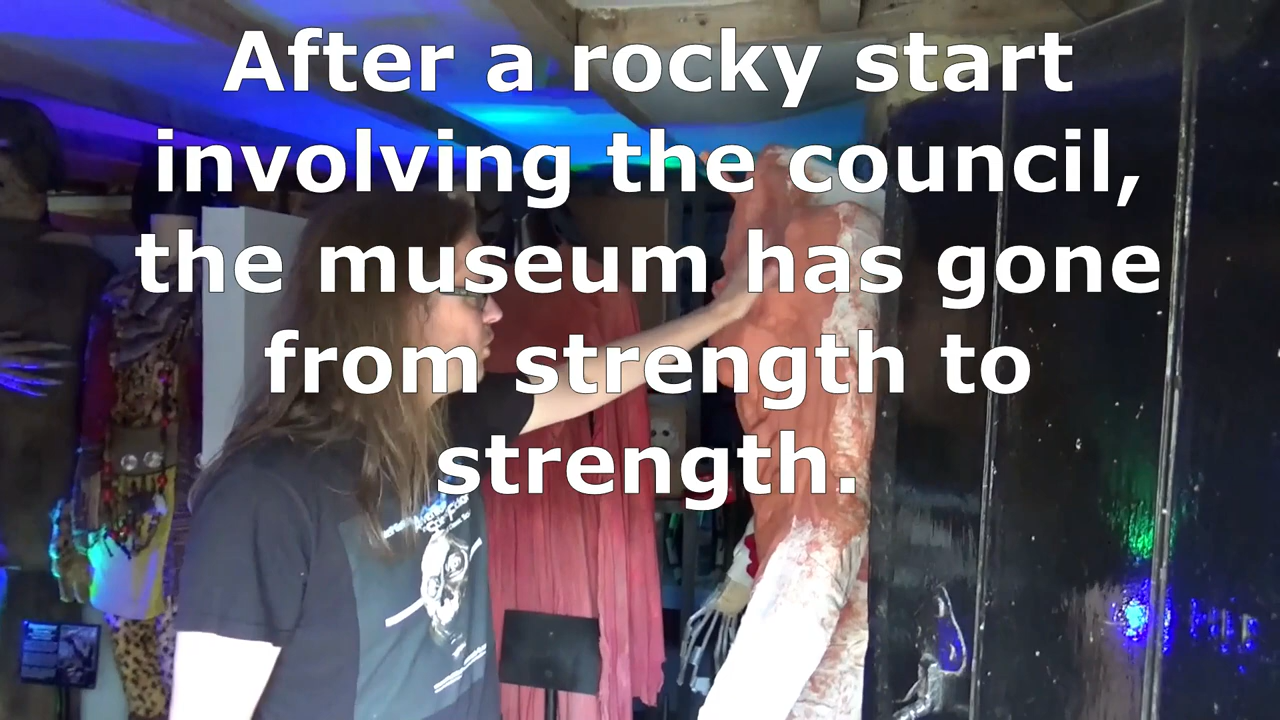 After a rocky start
involving the council,
the museum has gone
from strength to
strength.